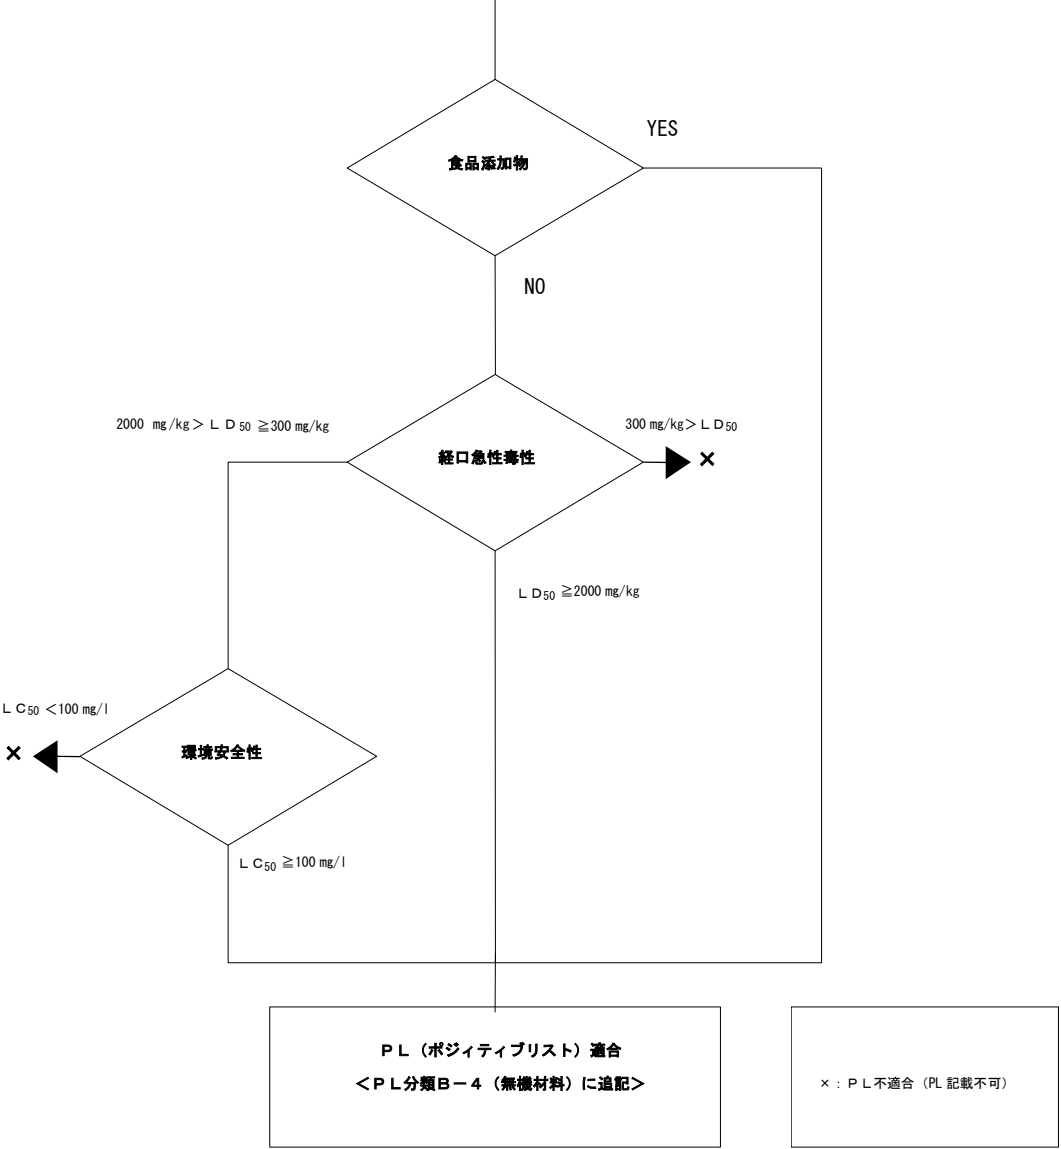 YES
食品添加物
NO
2000 mg/kg＞ＬＤ50 ≧300 mg/kg
300 mg/kg＞ＬＤ50
経口急性毒性
×
ＬＤ50 ≧2000 mg/kg
ＬＣ50 ＜100 mg/l
×
環境安全性
ＬＣ50 ≧100 mg/l
ＰＬ（ポジィティブリスト）適合
＜ＰＬ分類Ｂ－４（無機材料）に追記＞
×：ＰＬ不適合（PL 記載不可）